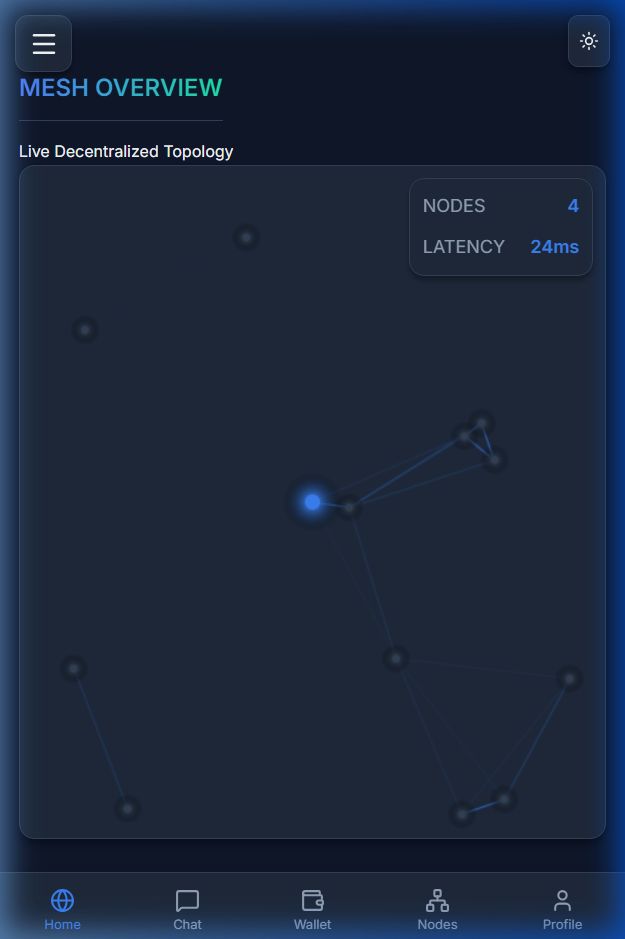 MESH OVERVIEW
Live Decentralized Topology
NODES 4
LATENCY 24ms
Home Chat Wallet Nodes Profile